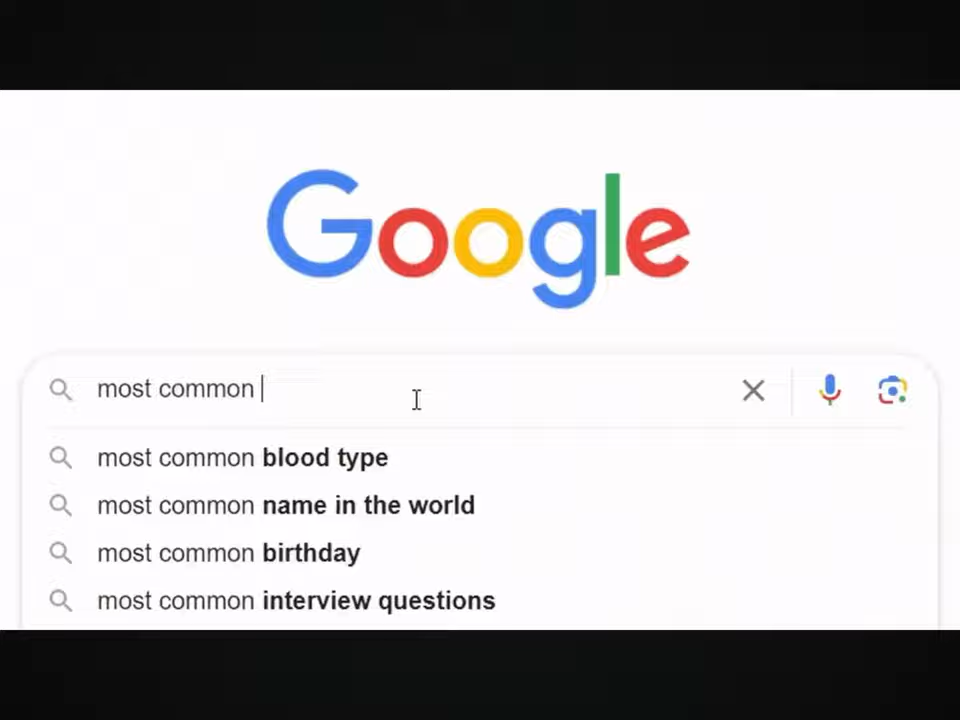 Google
most common
most common blood type
most common name in the world
most common birthday
most common interview questions